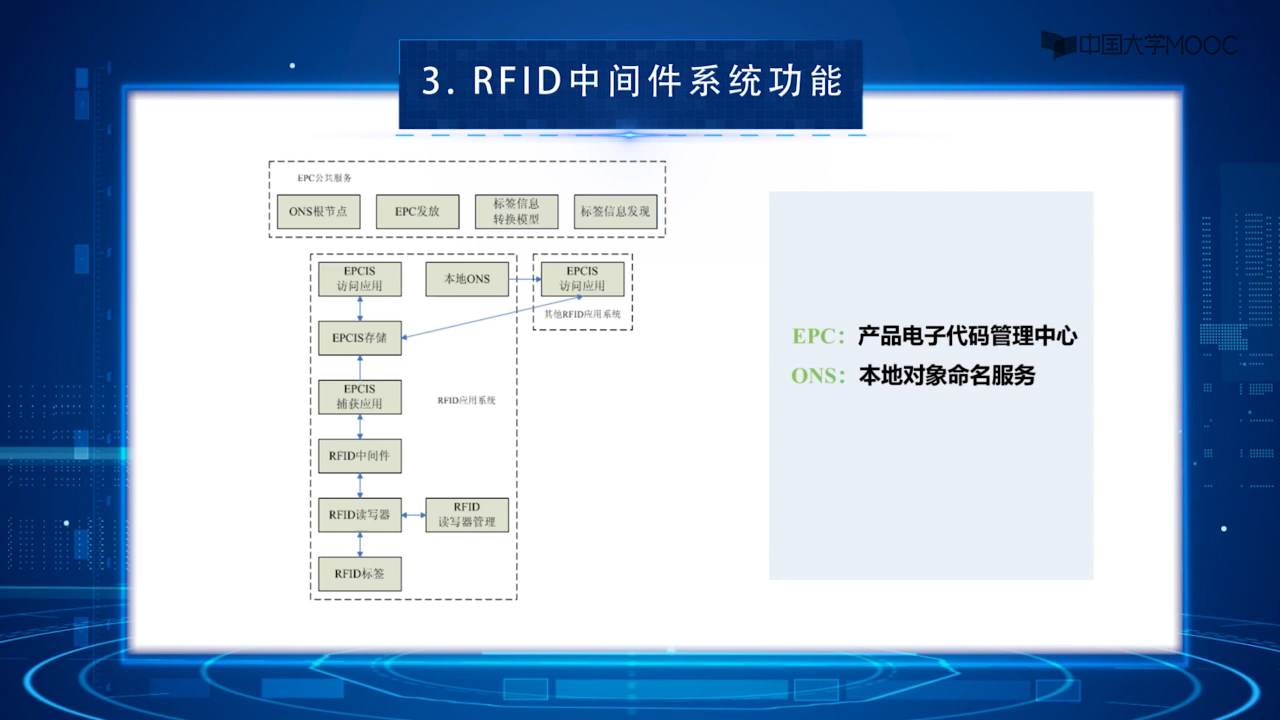 中国大学MOOC
3. RFID中间件系统功能
EPC公共服务
ONS根节点
EPC发放
标签信息
转换模型
标签信息发现
EPCIS
访问应用
本地ONS
EPCIS
访问应用
其他RFID应用系统
EPCIS存储
EPCIS
捕获应用
RFID应用系统
RFID中间件
RFID读写器
RFID
读写器管理
RFID标签
EPC：产品电子代码管理中心
ONS：本地对象命名服务